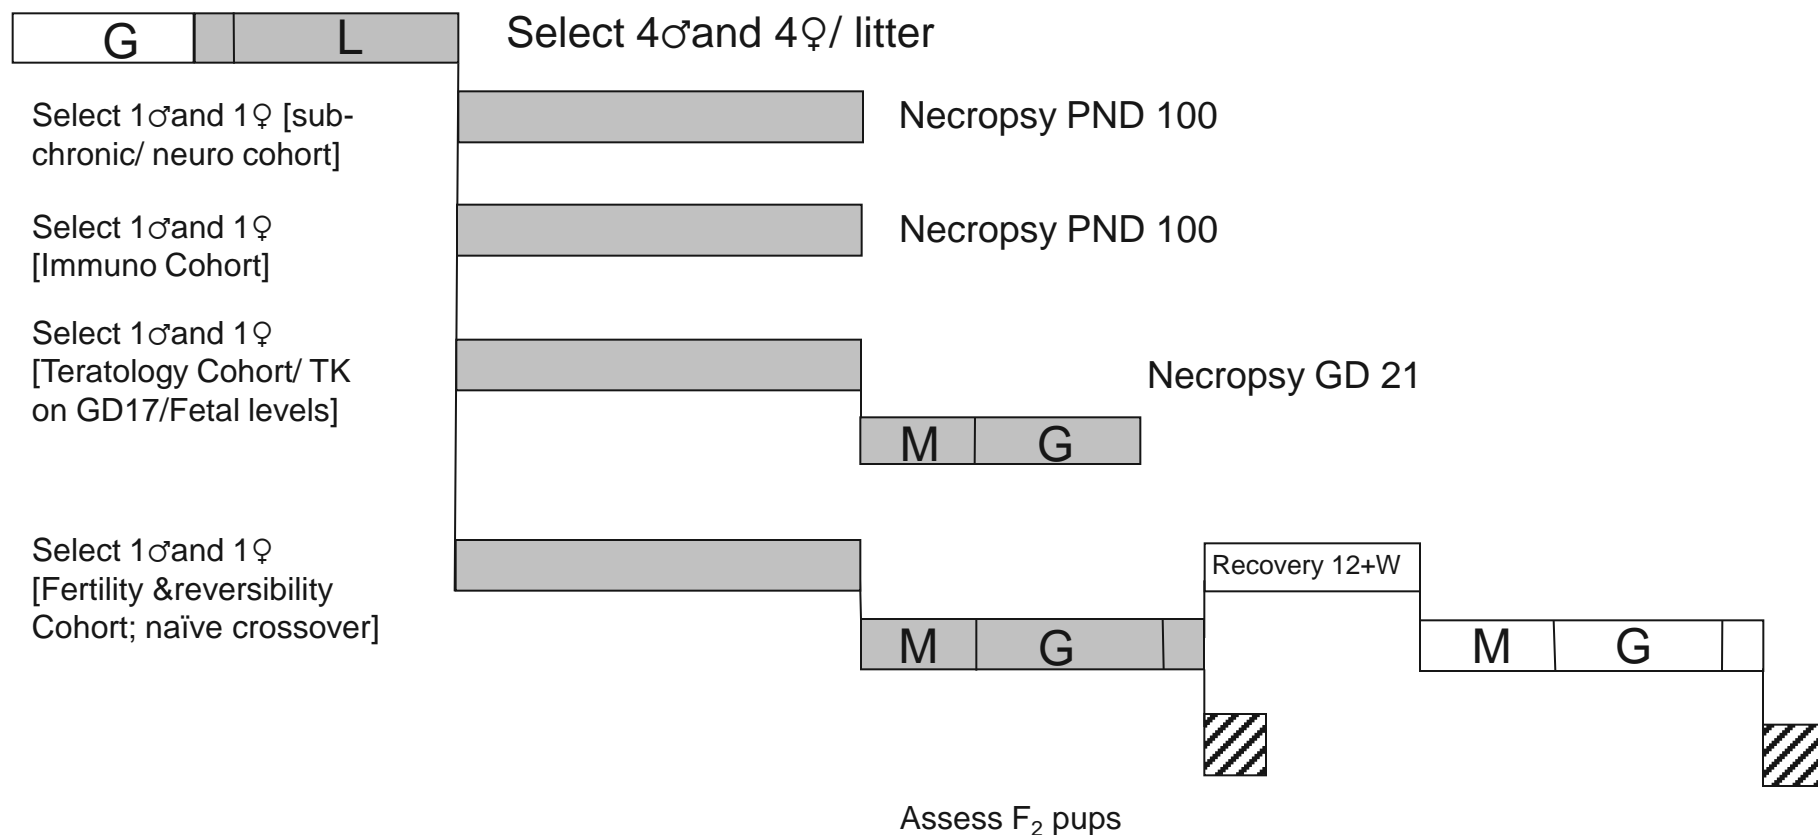 G L Select 4♂and 4♀/ litter
Select 1♂and 1♀ [sub-
chronic/ neuro cohort]
Necropsy PND 100
Select 1♂and 1♀
[Immuno Cohort]
Necropsy PND 100
Select 1♂and 1♀
[Teratology Cohort/ TK
on GD17/Fetal levels]
Necropsy GD 21
M G
Select 1♂and 1♀
[Fertility &reversibility
Cohort; naïve crossover]
Recovery 12+W
M G M G
Assess F₂ pups